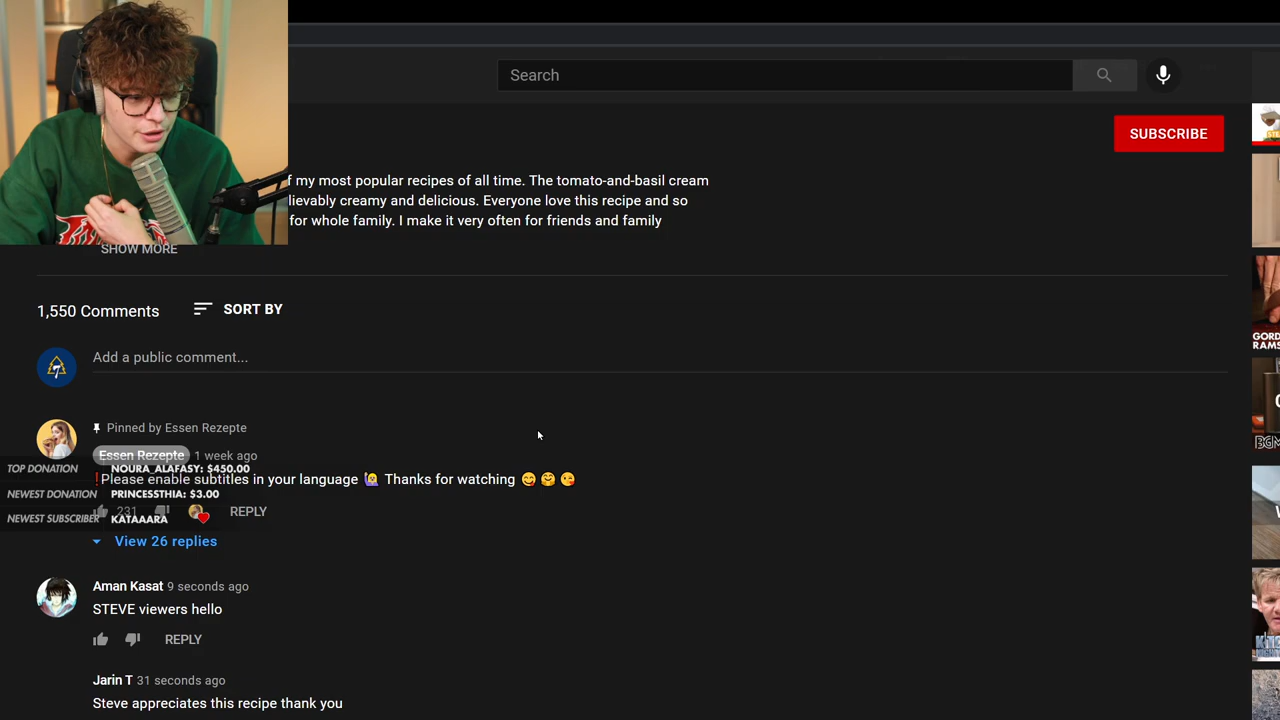 Search
SUBSCRIBE
f my most popular recipes of all time. The tomato-and-basil cream
lievably creamy and delicious. Everyone love this recipe and so
for whole family. I make it very often for friends and family
SHOW MORE
1,550 Comments
SORT BY
Add a public comment...
Pinned by Essen Rezepte
Essen Rezepte 1 week ago
TOP DONATION NOURA_ALAFASY: $450.00
❗Please enable subtitles in your language 🙋‍♀️ Thanks for watching 😋 🤗 😘
NEWEST DONATION PRINCESSTHIA: $3.00
231 REPLY
NEWEST SUBSCRIBER KATAAARA
View 26 replies
Aman Kasat 9 seconds ago
STEVE viewers hello
REPLY
Jarin T 31 seconds ago
Steve appreciates this recipe thank you
GORD
RAMS